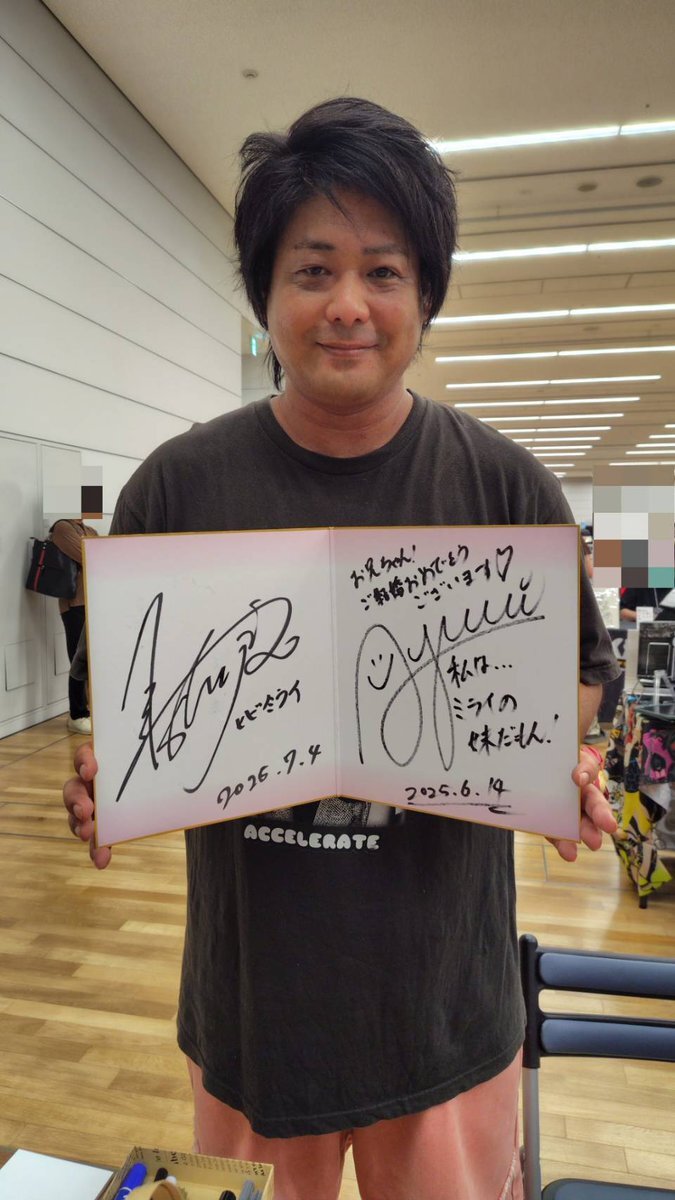 ヒビキミライ
2025.7.4
お兄ちゃん!
ご結婚おめでとう
ございます♡
Ayumi
私は...
ミライの
妹だもん!
2025.6.14
ACCELERATE